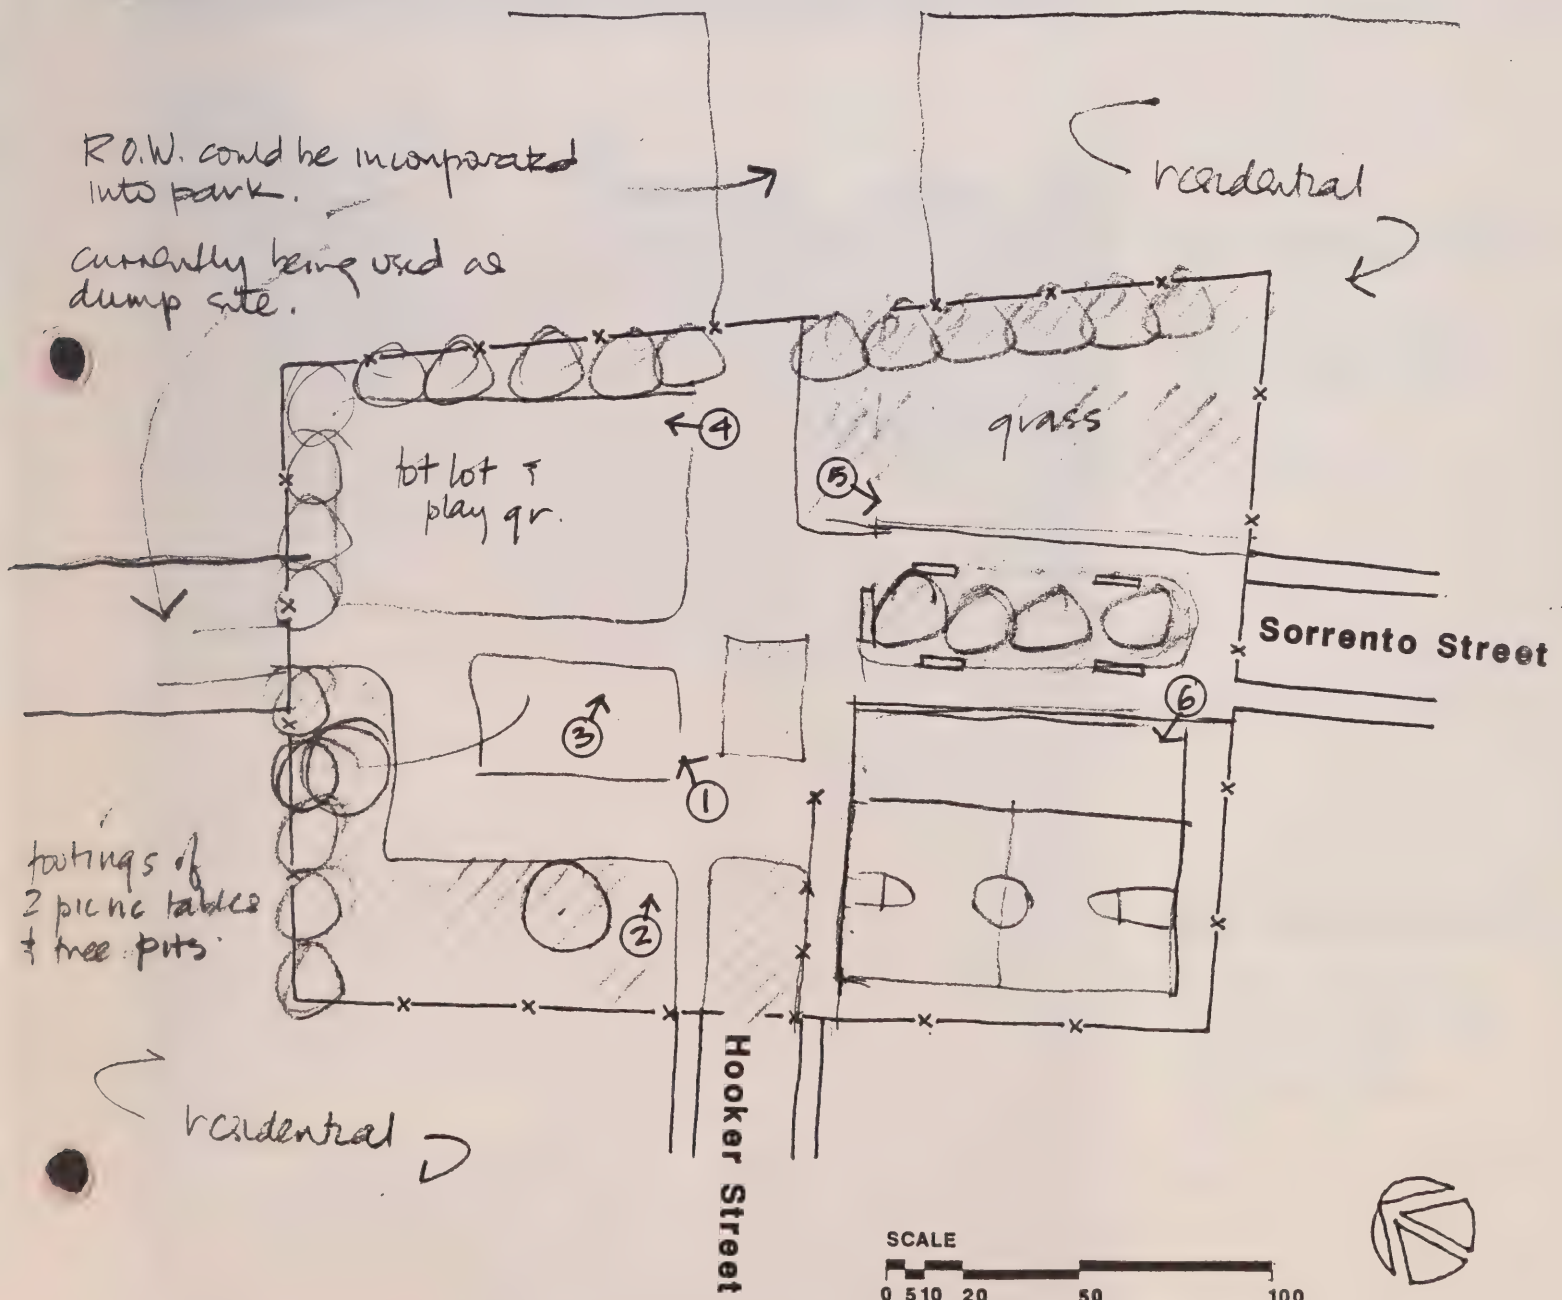 R.O.W. could be incorporated
into park.
currently being used as
dump site.
residential
grass
4
tot lot &
play gr.
5
Sorrento Street
6
3
1
footings of
2 picnic tables
& tree pits.
2
residential
Hooker Street
SCALE
0 5 10 20 50 100